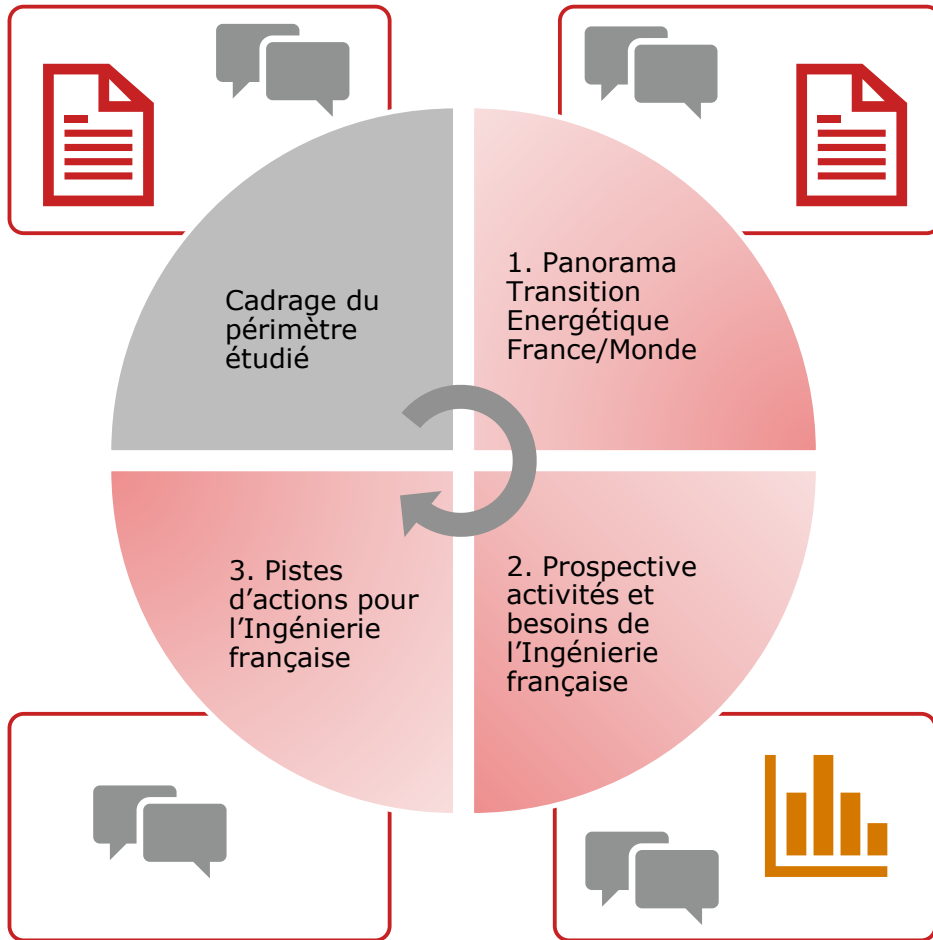 Cadrage du
périmètre
étudié
1. Panorama
Transition
Energétique
France/Monde
2. Prospective
activités et
besoins de
l’Ingénierie
française
3. Pistes
d’actions pour
l’Ingénierie
française